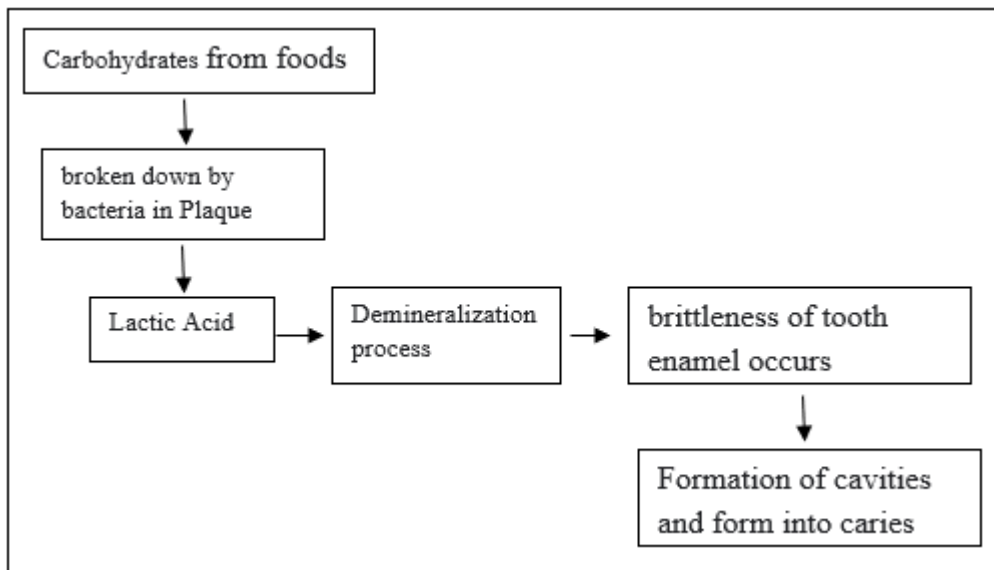 Carbohydrates from foods
broken down by
bacteria in Plaque
Lactic Acid
Demineralization
process
brittleness of tooth
enamel occurs
Formation of cavities
and form into caries